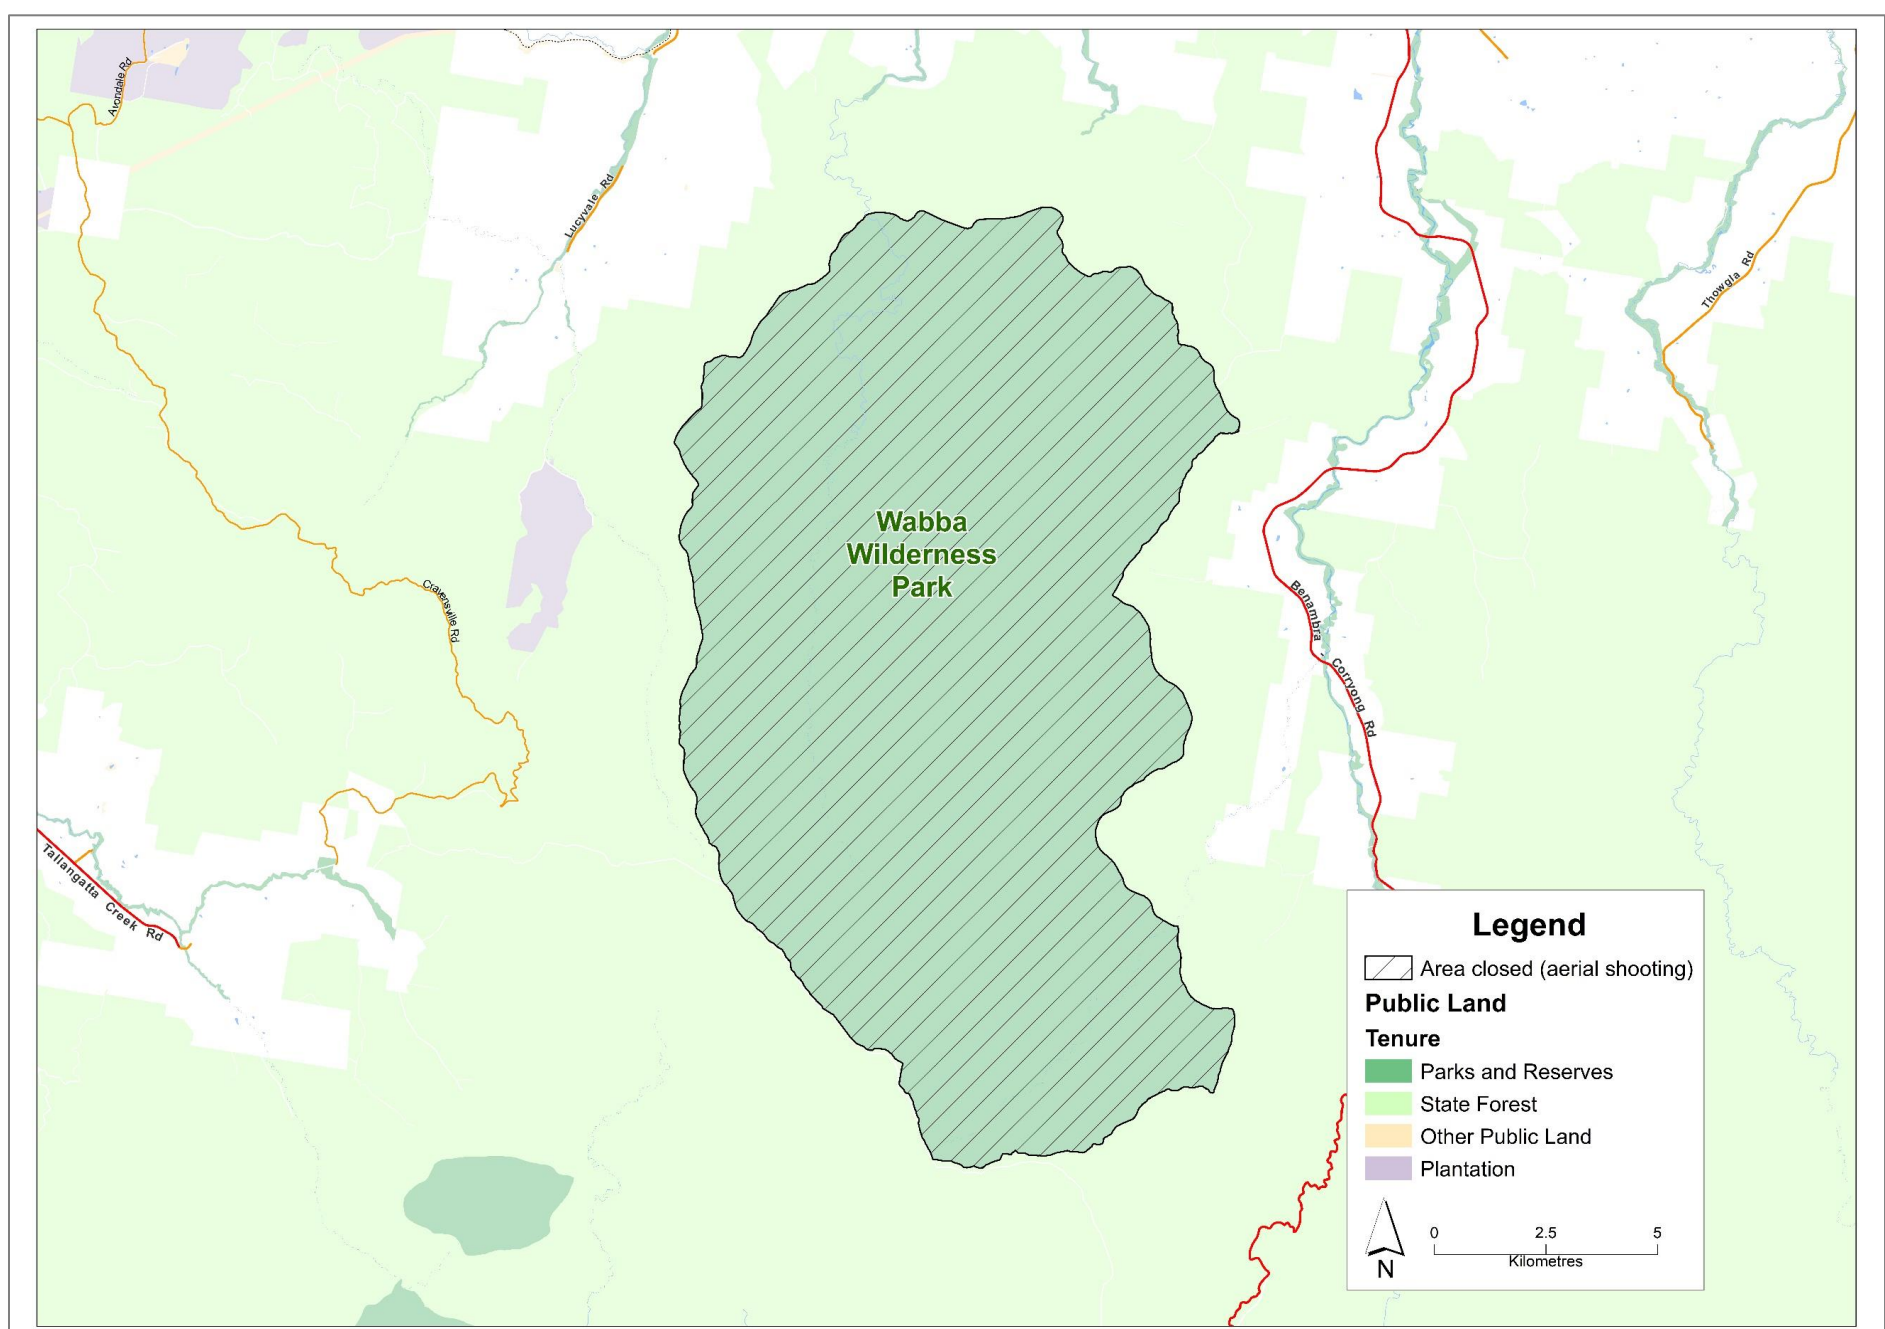 Avondale Rd
Lucyvale Rd
Thowgla Rd
Wabba
Wilderness
Park
Cravensville Rd
Benambra - Corryong Rd
Tallangatta Creek Rd
Legend
Area closed (aerial shooting)
Public Land
Tenure
Parks and Reserves
State Forest
Other Public Land
Plantation
0 2.5 5
Kilometres
N